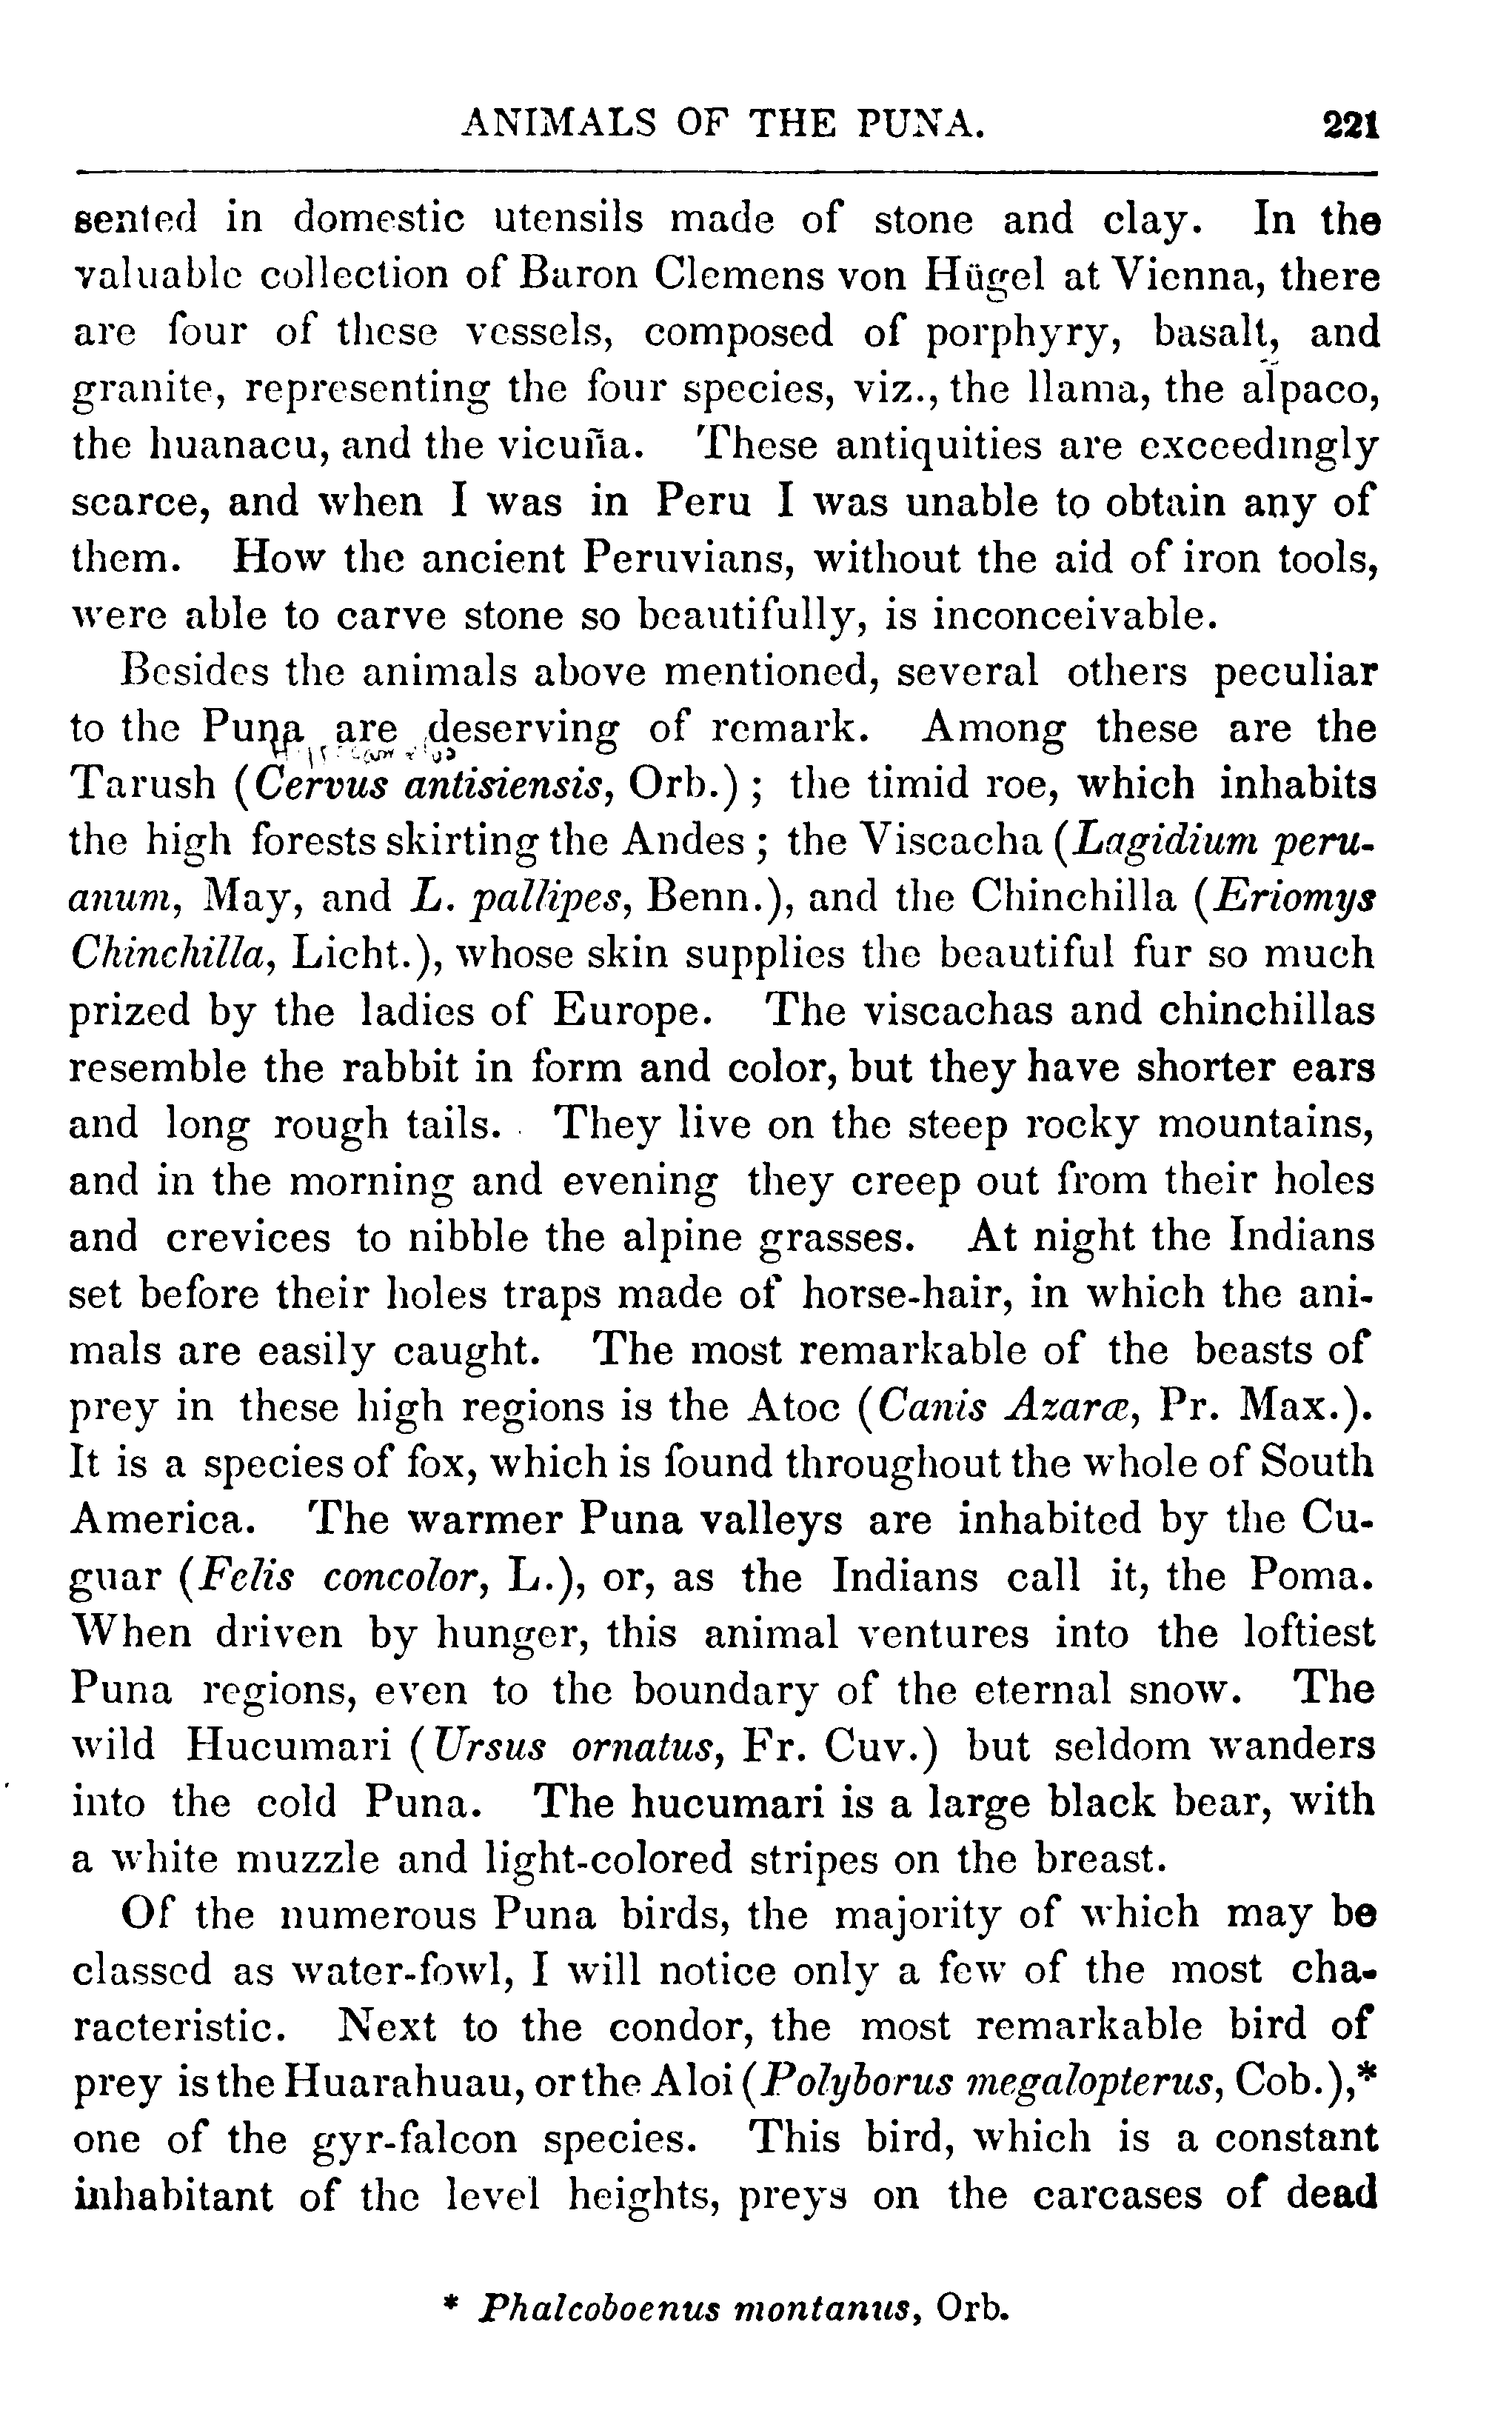 ANIMALS OF THE PUNA. 221
sented in domestic utensils made of stone and clay. In the
valuable collection of Baron Clemens von Hügel at Vienna, there
are four of these vessels, composed of porphyry, basalt, and
granite, representing the four species, viz., the llama, the alpaco,
the huanacu, and the vicuña. These antiquities are exceedingly
scarce, and when I was in Peru I was unable to obtain any of
them. How the ancient Peruvians, without the aid of iron tools,
were able to carve stone so beautifully, is inconceivable.
Besides the animals above mentioned, several others peculiar
to the Puna are deserving of remark. Among these are the
Tarush (Cervus antisiensis, Orb.) ; the timid roe, which inhabits
the high forests skirting the Andes ; the Viscacha (Lagidium peru-
anum, May, and L. pallipes, Benn.), and the Chinchilla (Eriomys
Chinchilla, Licht.), whose skin supplies the beautiful fur so much
prized by the ladies of Europe. The viscachas and chinchillas
resemble the rabbit in form and color, but they have shorter ears
and long rough tails. They live on the steep rocky mountains,
and in the morning and evening they creep out from their holes
and crevices to nibble the alpine grasses. At night the Indians
set before their holes traps made of horse-hair, in which the ani-
mals are easily caught. The most remarkable of the beasts of
prey in these high regions is the Atoc (Canis Azaræ, Pr. Max.).
It is a species of fox, which is found throughout the whole of South
America. The warmer Puna valleys are inhabited by the Cu-
guar (Felis concolor, L.), or, as the Indians call it, the Poma.
When driven by hunger, this animal ventures into the loftiest
Puna regions, even to the boundary of the eternal snow. The
wild Hucumari (Ursus ornatus, Fr. Cuv.) but seldom wanders
into the cold Puna. The hucumari is a large black bear, with
a white muzzle and light-colored stripes on the breast.
Of the numerous Puna birds, the majority of which may be
classed as water-fowl, I will notice only a few of the most cha-
racteristic. Next to the condor, the most remarkable bird of
prey is the Huarahuau, or the Aloi (Polyborus megalopterus, Cob.),*
one of the gyr-falcon species. This bird, which is a constant
inhabitant of the level heights, preys on the carcases of dead
* Phalcoboenus montanus, Orb.